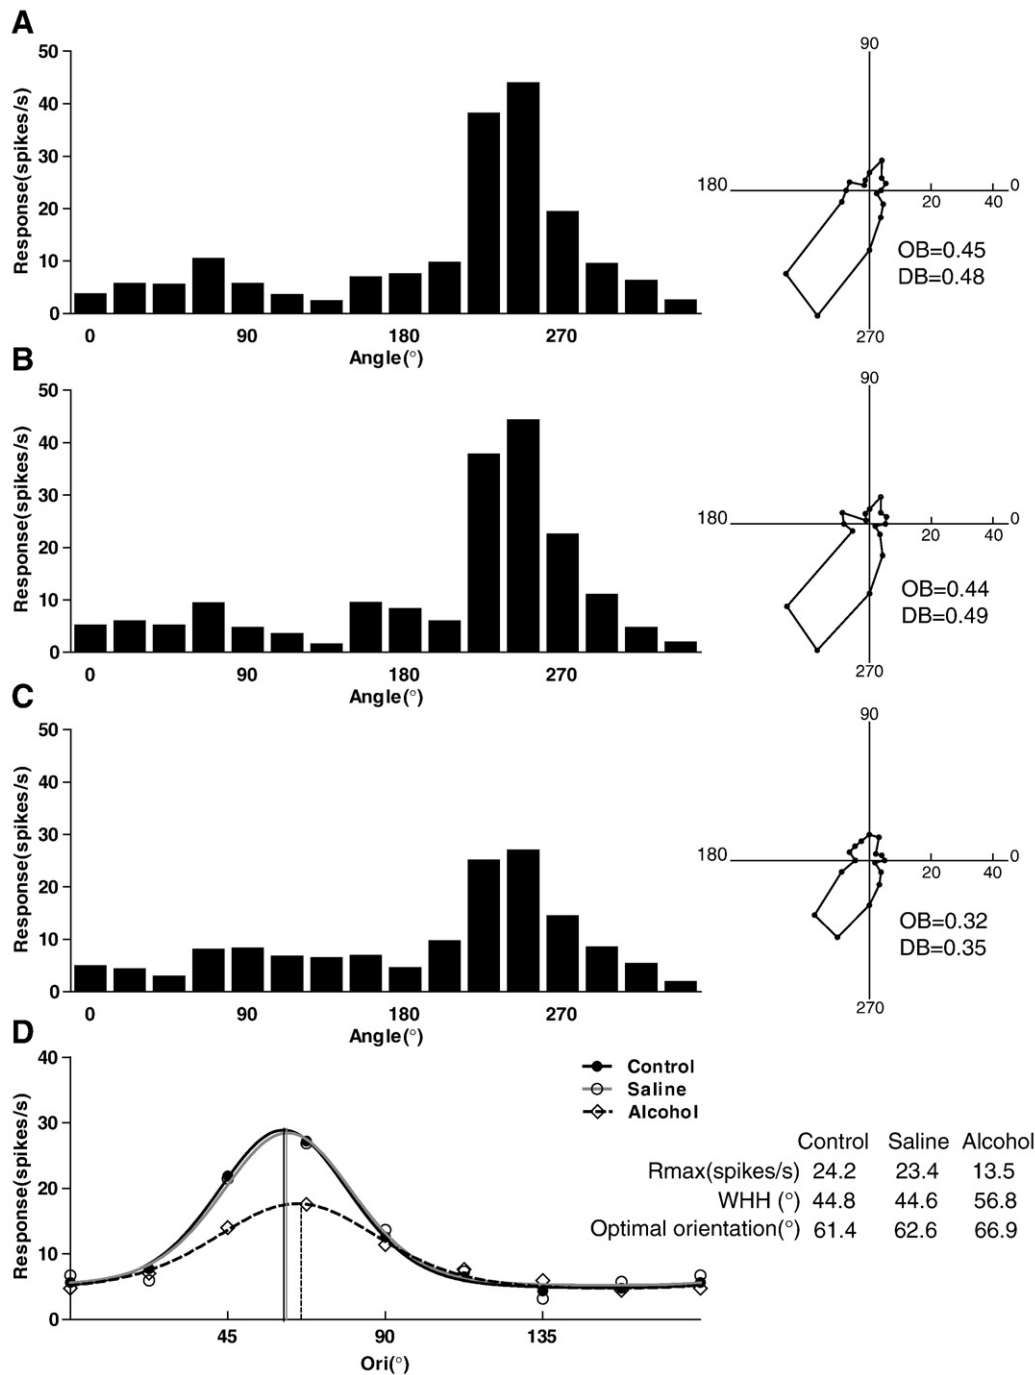 A
50
40
30
20
10
0
Response(spikes/s)
0 90 180 270
Angle(°)
90
180 0
20 40
270
OB=0.45
DB=0.48
B
50
40
30
20
10
0
Response(spikes/s)
0 90 180 270
Angle(°)
90
180 0
20 40
270
OB=0.44
DB=0.49
C
50
40
30
20
10
0
Response(spikes/s)
0 90 180 270
Angle(°)
90
180 0
20 40
270
OB=0.32
DB=0.35
D
40
30
20
10
0
Response(spikes/s)
45 90 135
Ori(°)
Control
Saline
Alcohol
Control Saline Alcohol
Rmax(spikes/s) 24.2 23.4 13.5
WHH (°) 44.8 44.6 56.8
Optimal orientation(°) 61.4 62.6 66.9